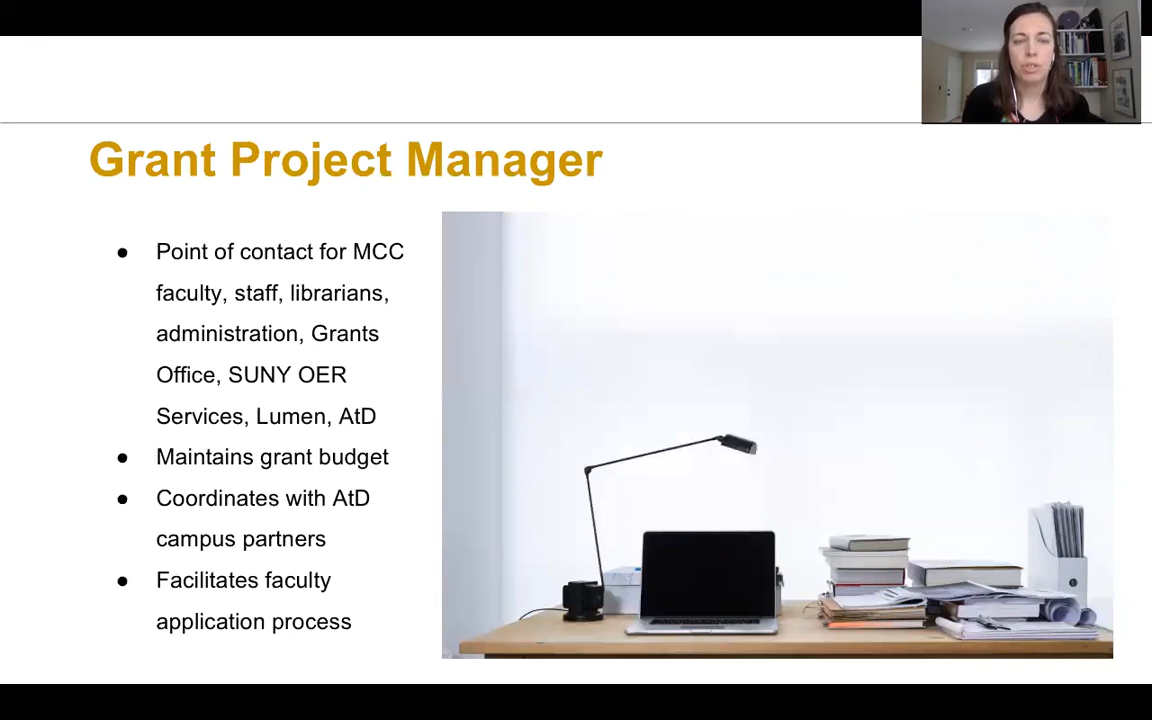 Grant Project Manager
● Point of contact for MCC
faculty, staff, librarians,
administration, Grants
Office, SUNY OER
Services, Lumen, AtD
● Maintains grant budget
● Coordinates with AtD
campus partners
● Facilitates faculty
application process